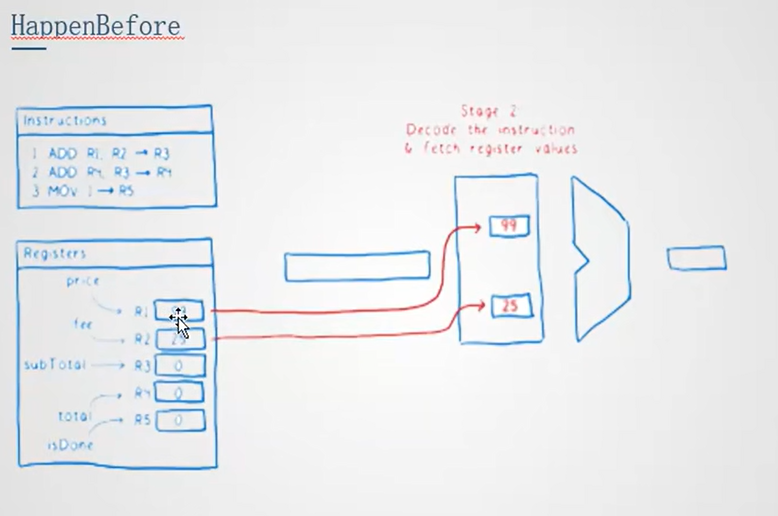 HappenBefore
Instructions
1 ADD R1, R2 → R3
2 ADD R4, R3 → R4
3 MOV 1 → R5
Stage 2
Decode the instruction
& fetch register values
99
25
Registers
price
R1
fee
R2 25
subTotal R3 0
R4 0
total R5 0
isDone